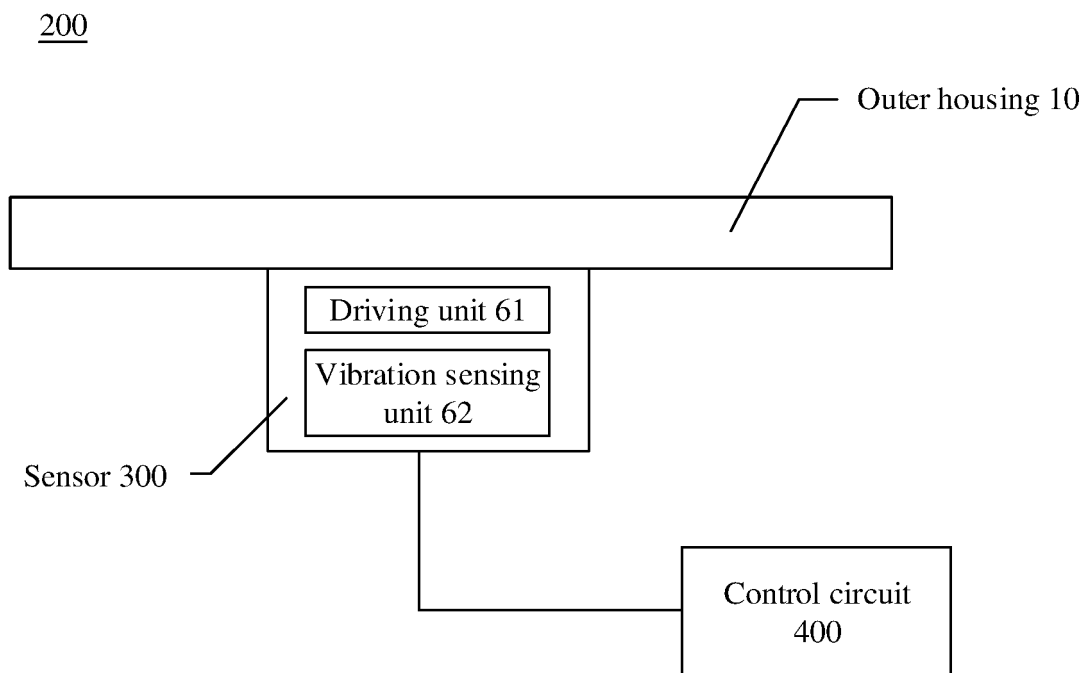 200
Outer housing 10
Driving unit 61
Vibration sensing
unit 62
Sensor 300
Control circuit
400